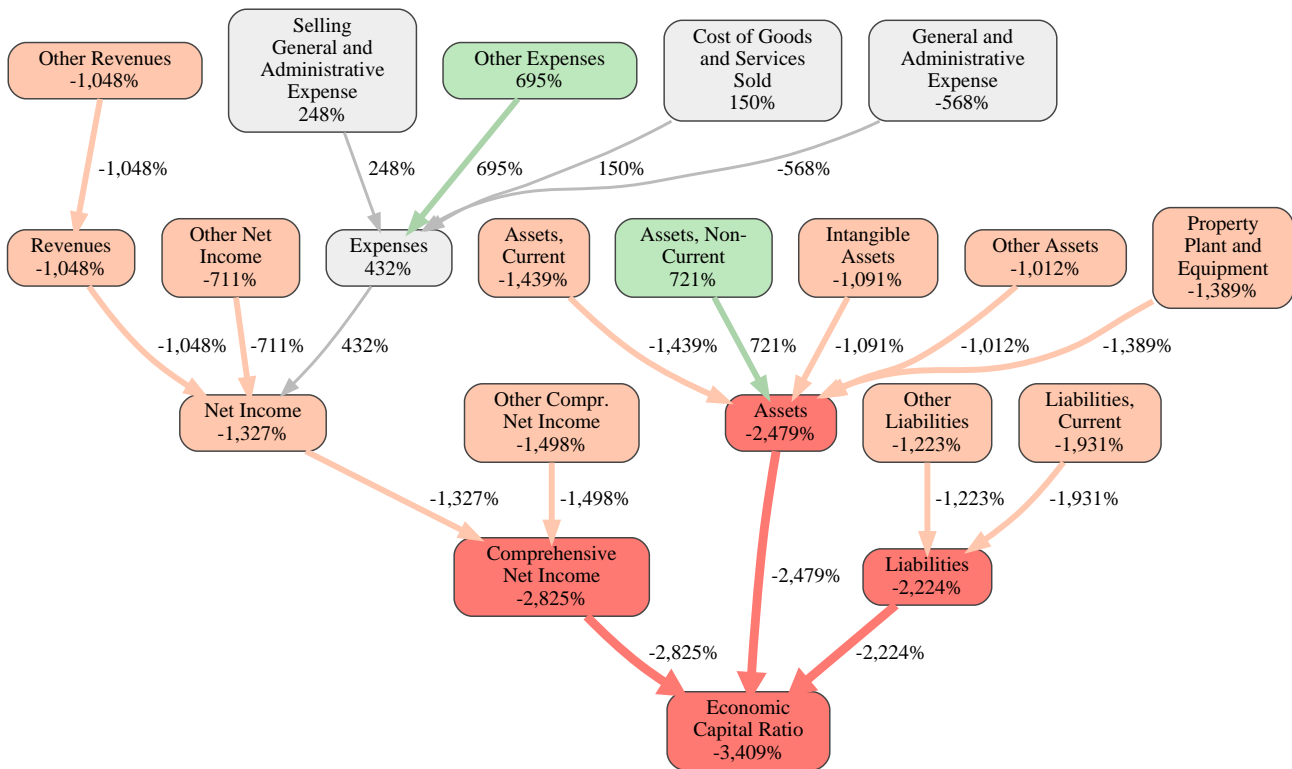 Other Revenues
-1,048%
Selling
General and
Administrative
Expense
248%
Other Expenses
695%
Cost of Goods
and Services
Sold
150%
General and
Administrative
Expense
-568%
-1,048%
248%
695%
150%
-568%
Revenues
-1,048%
Other Net
Income
-711%
Expenses
432%
Assets,
Current
-1,439%
Assets, Non-
Current
721%
Intangible
Assets
-1,091%
Other Assets
-1,012%
Property
Plant and
Equipment
-1,389%
-1,048%
-711%
432%
-1,439%
721%
-1,091%
-1,012%
-1,389%
Net Income
-1,327%
Other Compr.
Net Income
-1,498%
Assets
-2,479%
Other
Liabilities
-1,223%
Liabilities,
Current
-1,931%
-1,327%
-1,498%
-1,223%
-1,931%
Comprehensive
Net Income
-2,825%
-2,479%
Liabilities
-2,224%
-2,825%
-2,224%
Economic
Capital Ratio
-3,409%